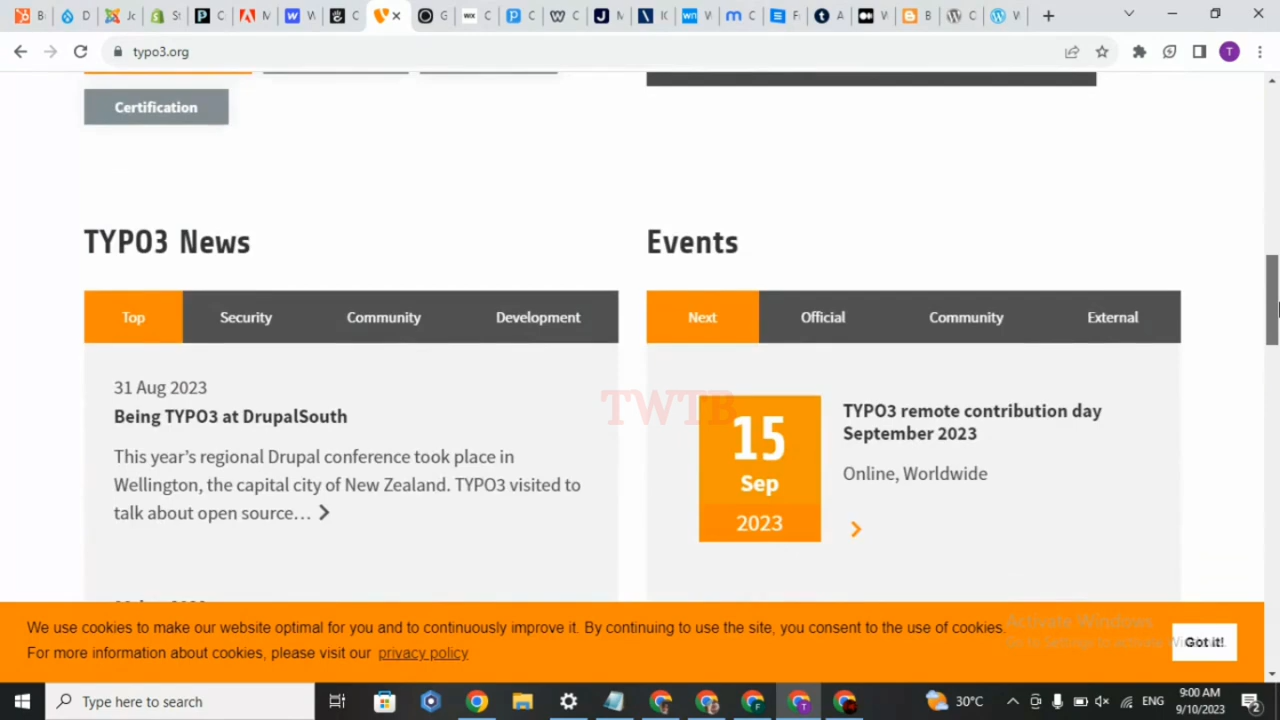 typo3.org
Certification
TYPO3 News
Events
Top Security Community Development
Next Official Community External
31 Aug 2023
Being TYPO3 at DrupalSouth
This year's regional Drupal conference took place in
Wellington, the capital city of New Zealand. TYPO3 visited to
talk about open source…
TWTB
15
Sep
2023
TYPO3 remote contribution day
September 2023
Online, Worldwide
We use cookies to make our website optimal for you and to continuously improve it. By continuing to use the site, you consent to the use of cookies.
For more information about cookies, please visit our privacy policy
Got it!
Activate Windows
Type here to search
30°C
ENG
9:00 AM
9/10/2023